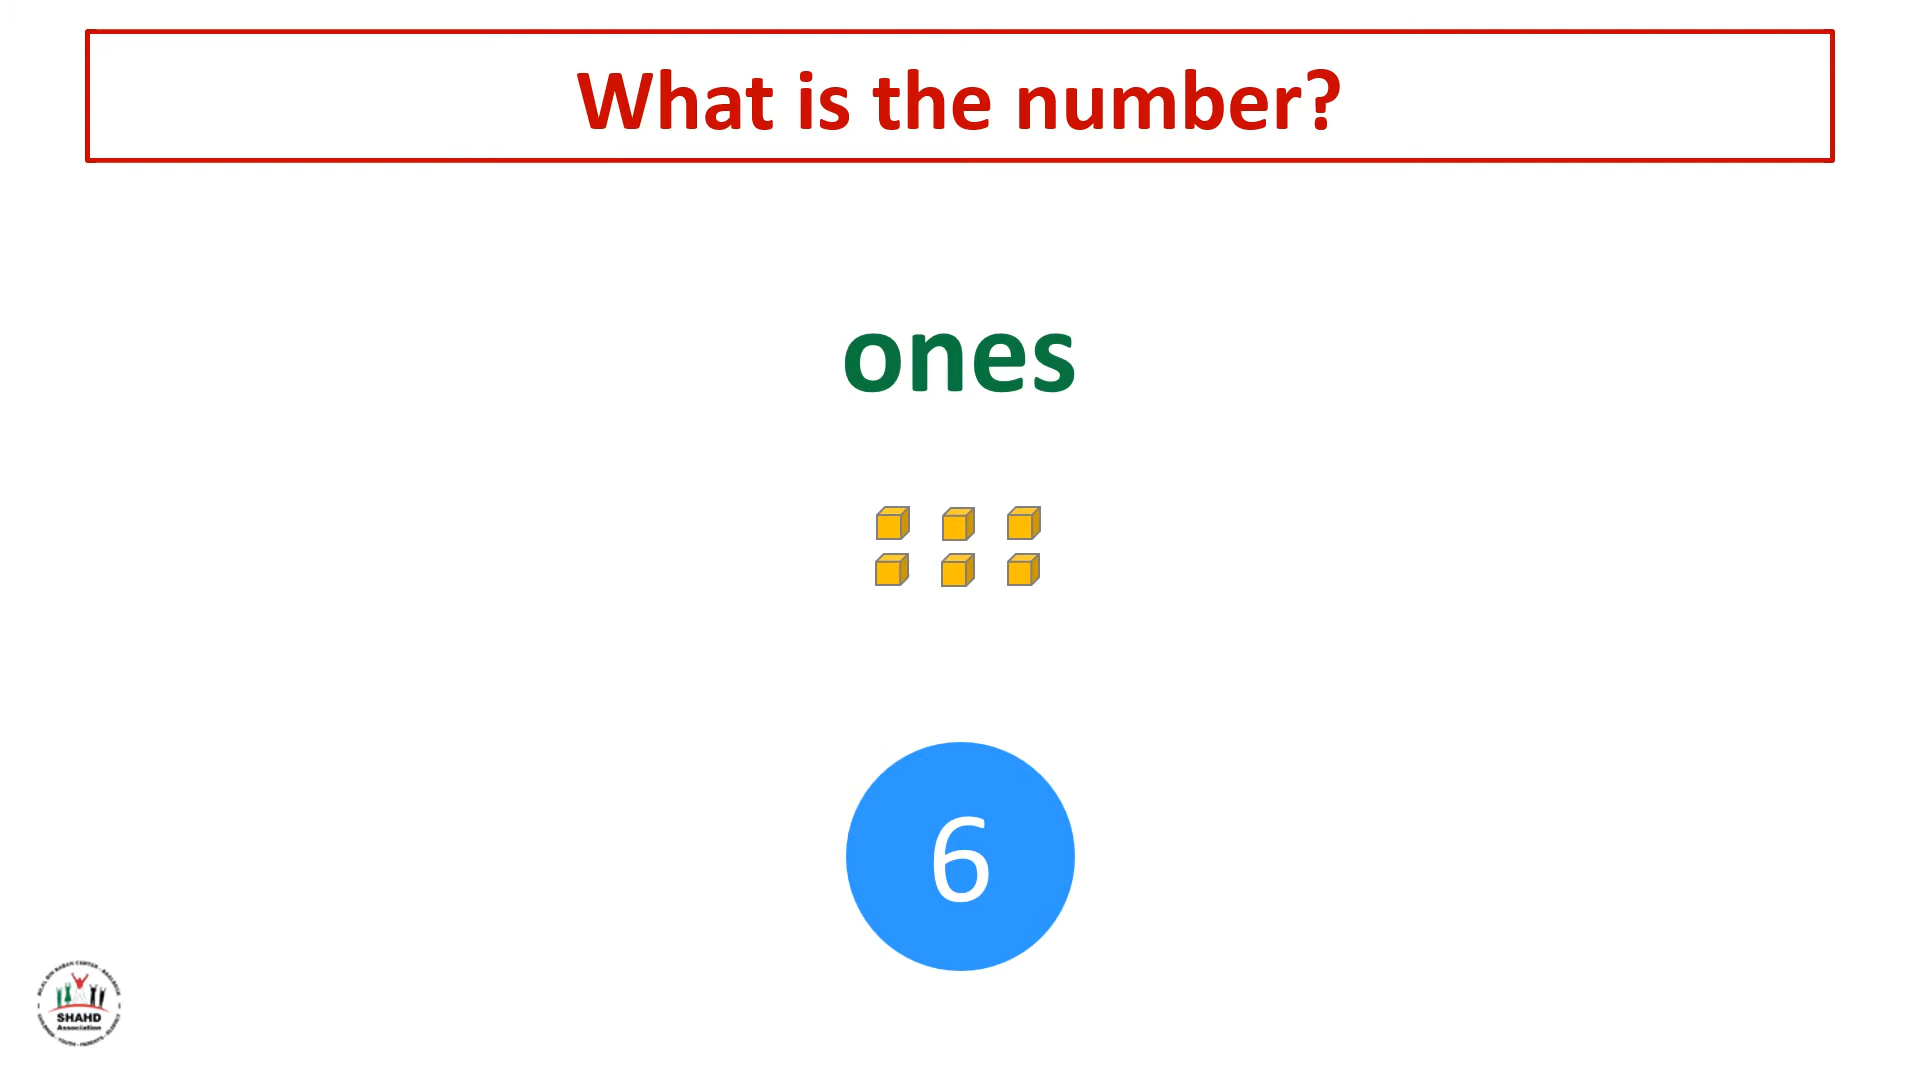 What is the number?
ones
6
SHAHD
Association